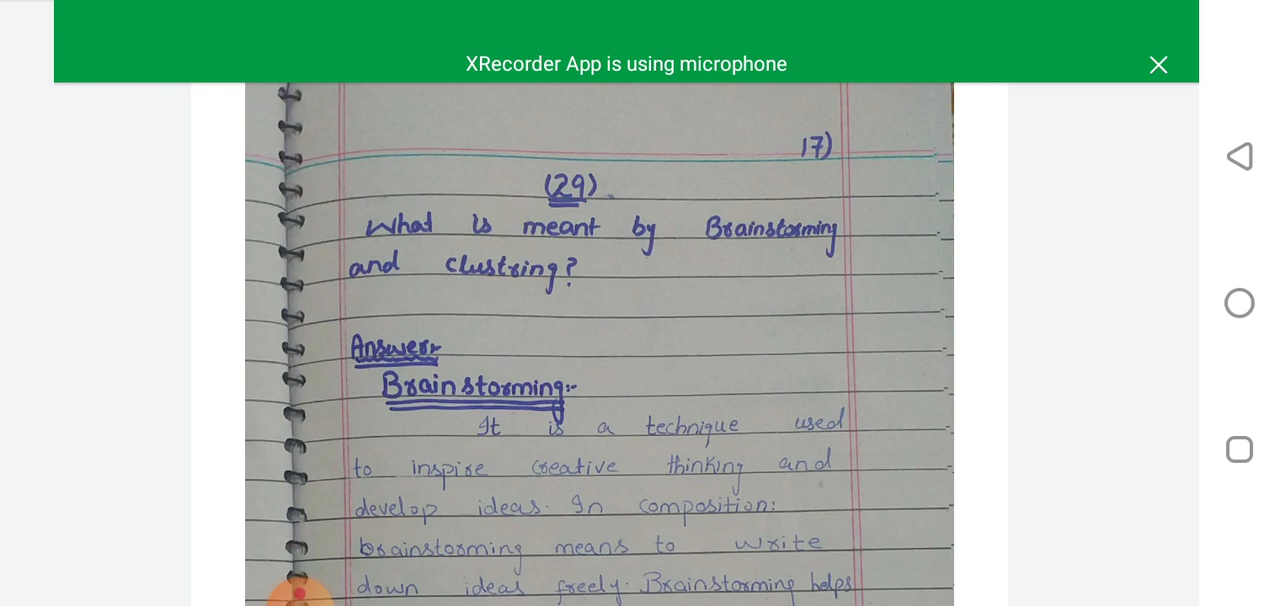 XRecorder App is using microphone
17)
(29).
What is meant by Brainstorming
and clustring?
Answer:-
Brainstorming:-
It is a technique used
to inspire creative thinking and
develop ideas. In composition:
brainstorming means to write
down ideas freely. Brainstorming helps